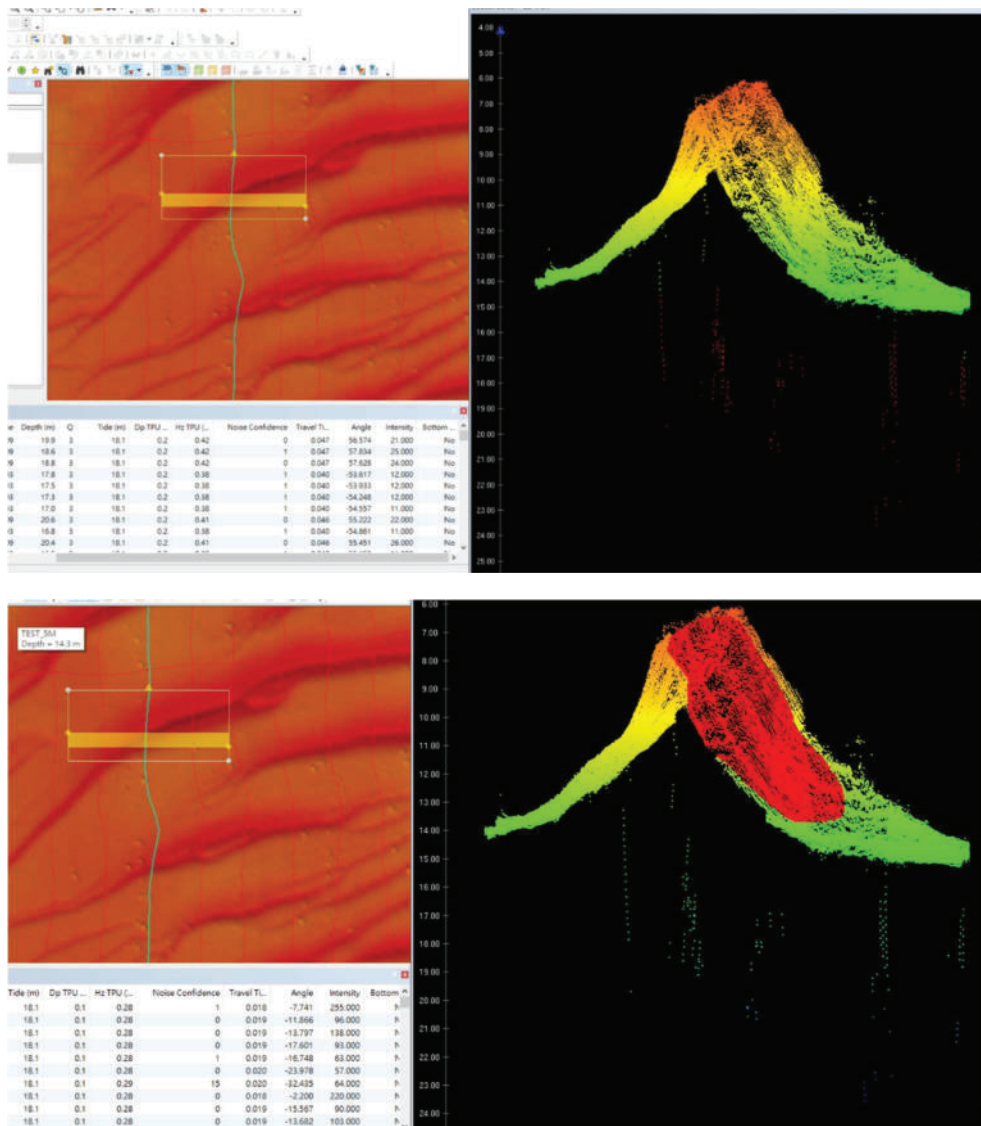 4.00
5.00
6.00
7.00
8.00
9.00
10.00
11.00
12.00
13.00
14.00
15.00
16.00
17.00
18.00
19.00
20.00
21.00
22.00
23.00
24.00
25.00
Depth (m) Q Tide (m) Dp TPU ... Hz TPU (... Noise Confidence Travel Ti... Angle Intensity Bottom ...
19.9 3 18.1 0.2 0.42 0 0.047 56.574 21.000 No
18.6 3 18.1 0.2 0.42 1 0.047 57.834 25.000 No
18.8 3 18.1 0.2 0.42 0 0.047 57.628 24.000 No
17.8 3 18.1 0.2 0.38 1 0.040 -53.617 12.000 No
17.5 3 18.1 0.2 0.38 1 0.040 -53.933 12.000 No
17.3 3 18.1 0.2 0.38 1 0.040 -54.248 12.000 No
17.0 3 18.1 0.2 0.38 1 0.040 -54.557 11.000 No
20.6 3 18.1 0.2 0.41 0 0.046 55.222 22.000 No
16.8 3 18.1 0.2 0.38 1 0.040 -54.861 11.000 No
20.4 3 18.1 0.2 0.41 0 0.046 55.451 26.000 No
TEST_5M
Depth = 14.3 m
6.00
7.00
8.00
9.00
10.00
11.00
12.00
13.00
14.00
15.00
16.00
17.00
18.00
19.00
20.00
21.00
22.00
23.00
24.00
Tide (m) Dp TPU ... Hz TPU (... Noise Confidence Travel Ti... Angle Intensity Bottom
18.1 0.1 0.28 1 0.018 -7.741 255.000
18.1 0.1 0.28 0 0.019 -11.866 96.000
18.1 0.1 0.28 0 0.019 -13.797 138.000
18.1 0.1 0.28 0 0.019 -17.601 93.000
18.1 0.1 0.28 1 0.019 -16.748 63.000
18.1 0.1 0.28 0 0.020 -23.978 57.000
18.1 0.1 0.29 15 0.020 -32.435 64.000
18.1 0.1 0.28 0 0.018 -2.200 220.000
18.1 0.1 0.28 0 0.019 -15.567 90.000
18.1 0.1 0.28 0 0.019 -13.682 103.000